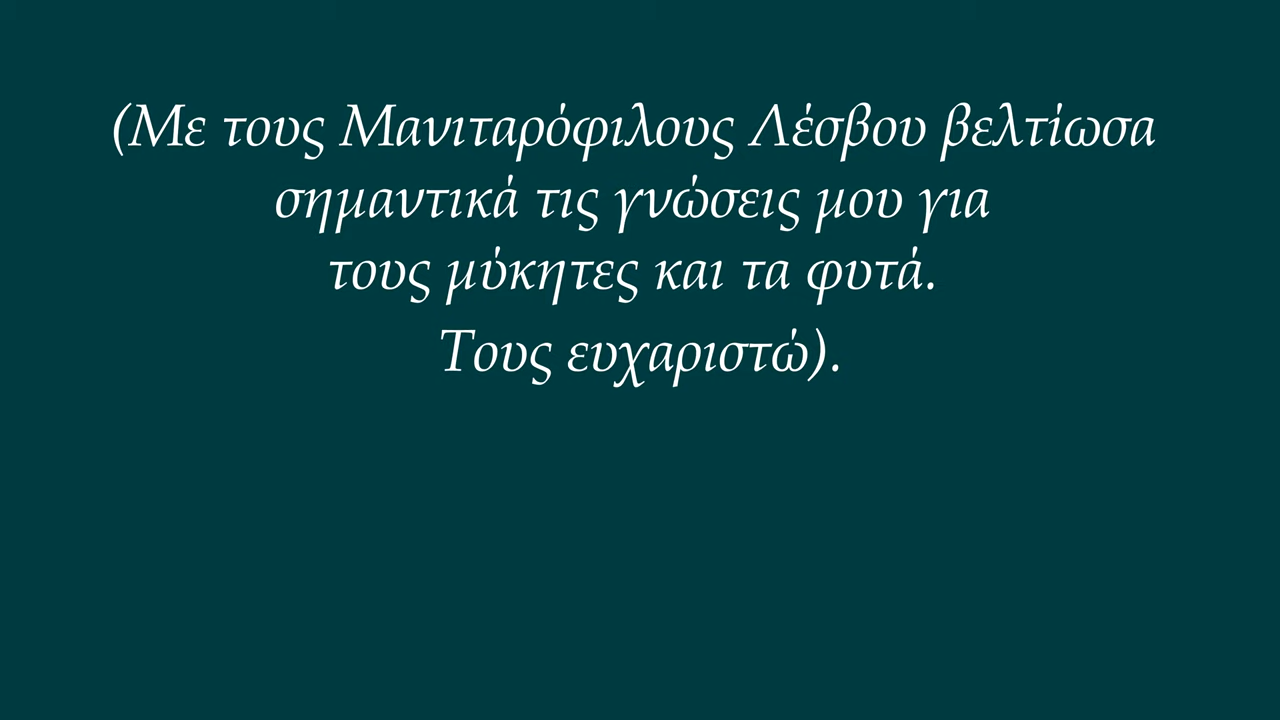 (Με τους Μανιταρόφιλους Λέσβου βελτίωσα
σημαντικά τις γνώσεις μου για
τους μύκητες και τα φυτά.
Τους ευχαριστώ).